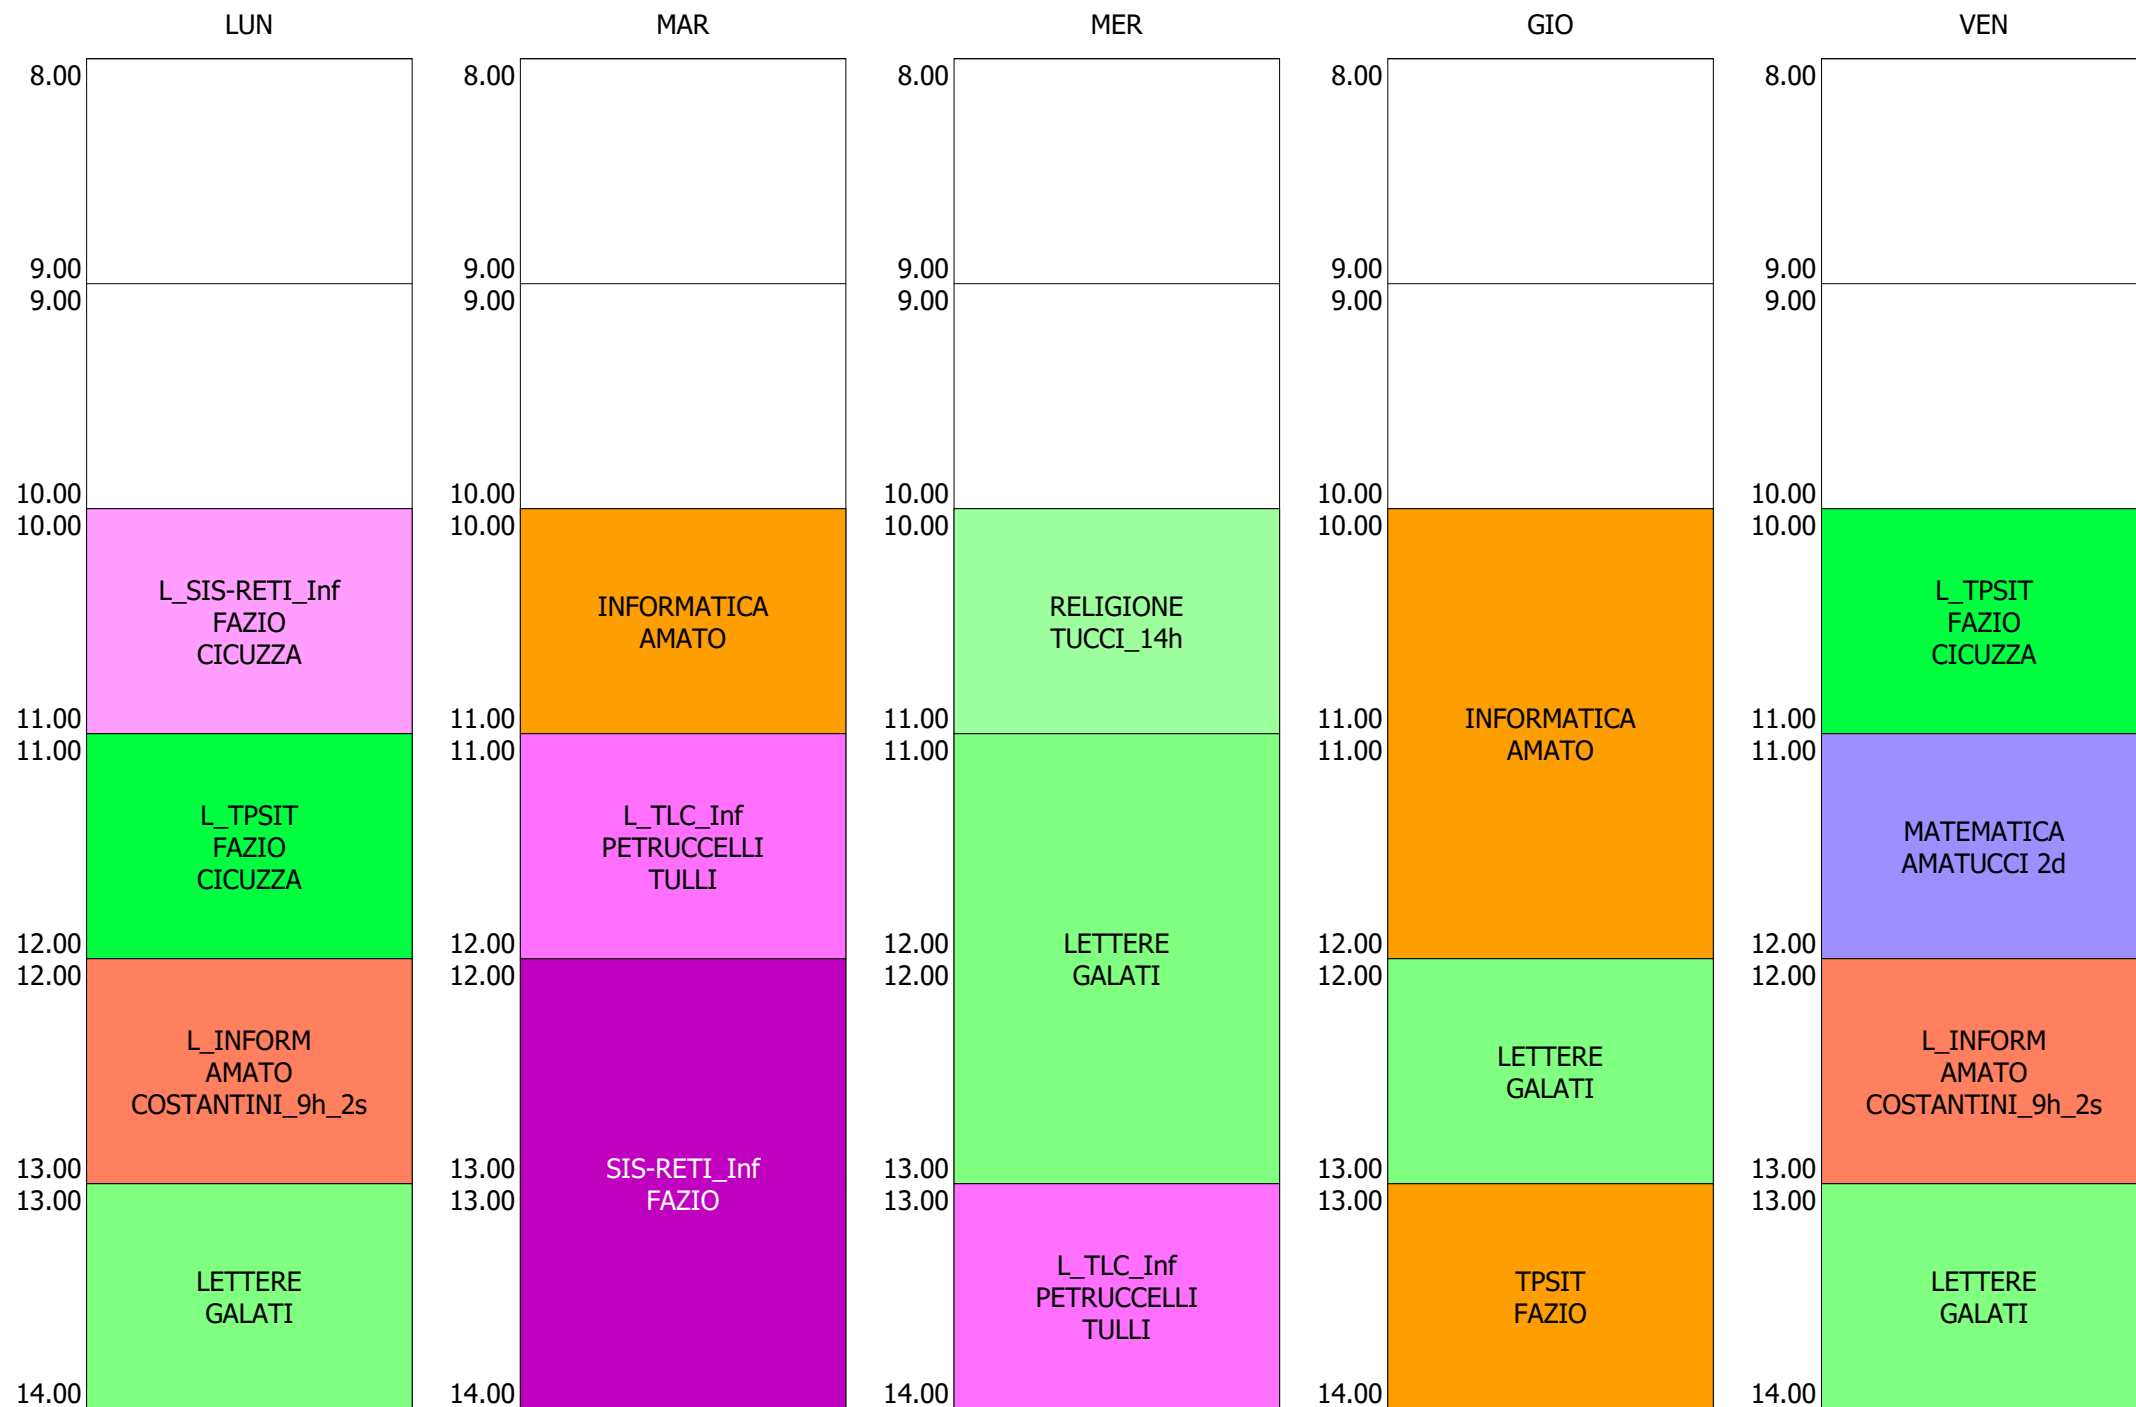 LUN
MAR
MER
GIO
VEN
8.00
9.00
9.00
10.00
10.00
L_SIS-RETI_Inf
FAZIO
CICUZZA
11.00
11.00
L_TPSIT
FAZIO
CICUZZA
12.00
12.00
L_INFORM
AMATO
COSTANTINI_9h_2s
13.00
13.00
LETTERE
GALATI
14.00
8.00
9.00
9.00
10.00
10.00
INFORMATICA
AMATO
11.00
11.00
L_TLC_Inf
PETRUCCELLI
TULLI
12.00
12.00
SIS-RETI_Inf
FAZIO
13.00
13.00
14.00
8.00
9.00
9.00
10.00
10.00
RELIGIONE
TUCCI_14h
11.00
11.00
LETTERE
GALATI
12.00
12.00
13.00
13.00
L_TLC_Inf
PETRUCCELLI
TULLI
14.00
8.00
9.00
9.00
10.00
10.00
INFORMATICA
AMATO
11.00
11.00
12.00
12.00
LETTERE
GALATI
13.00
13.00
TPSIT
FAZIO
14.00
8.00
9.00
9.00
10.00
10.00
L_TPSIT
FAZIO
CICUZZA
11.00
11.00
MATEMATICA
AMATUCCI 2d
12.00
12.00
L_INFORM
AMATO
COSTANTINI_9h_2s
13.00
13.00
LETTERE
GALATI
14.00